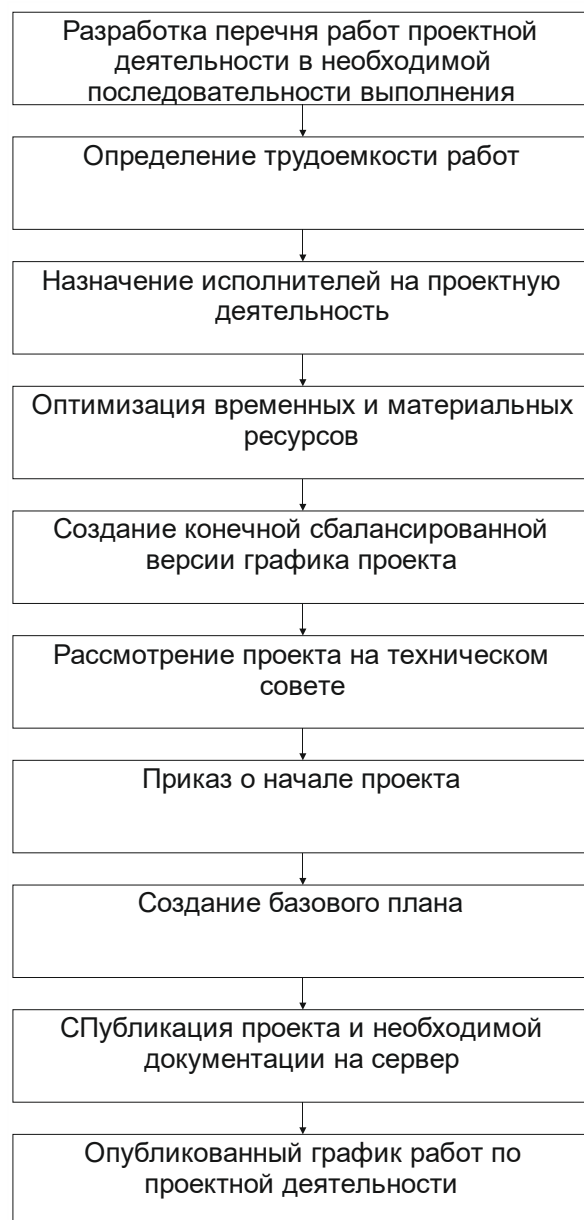 Разработка перечня работ проектной
деятельности в необходимой
последовательности выполнения
Определение трудоемкости работ
Назначение исполнителей на проектную
деятельность
Оптимизация временных и материальных
ресурсов
Создание конечной сбалансированной
версии графика проекта
Рассмотрение проекта на техническом
совете
Приказ о начале проекта
Создание базового плана
СПубликация проекта и необходимой
документации на сервер
Опубликованный график работ по
проектной деятельности